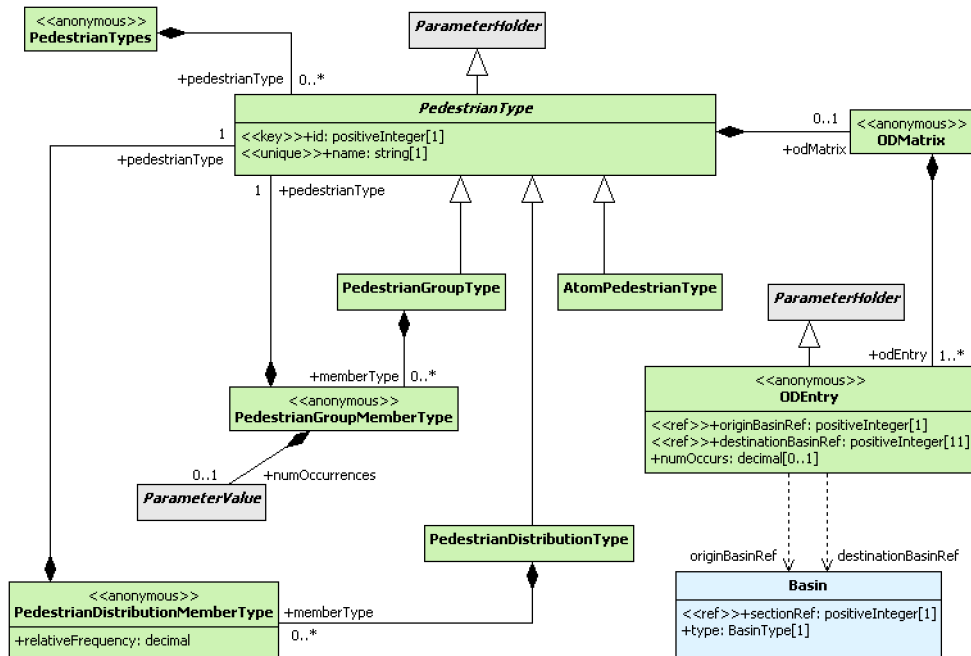 <<anonymous>>
PedestrianTypes
ParameterHolder
+pedestrianType
0..*
PedestrianType
<<key>>+id: positiveInteger[1]
<<unique>>+name: string[1]
0..1
+odMatrix
<<anonymous>>
ODMatrix
1
+pedestrianType
1
+pedestrianType
PedestrianGroupType
AtomPedestrianType
ParameterHolder
+odEntry
1..*
+memberType
0..*
<<anonymous>>
PedestrianGroupMemberType
<<anonymous>>
ODEntry
<<ref>>+originBasinRef: positiveInteger[1]
<<ref>>+destinationBasinRef: positiveInteger[11]
+numOccurs: decimal[0..1]
0..1
+numOccurrences
ParameterValue
PedestrianDistributionType
originBasinRef
destinationBasinRef
<<anonymous>>
PedestrianDistributionMemberType
+relativeFrequency: decimal
+memberType
0..*
Basin
<<ref>>+sectionRef: positiveInteger[1]
+type: BasinType[1]